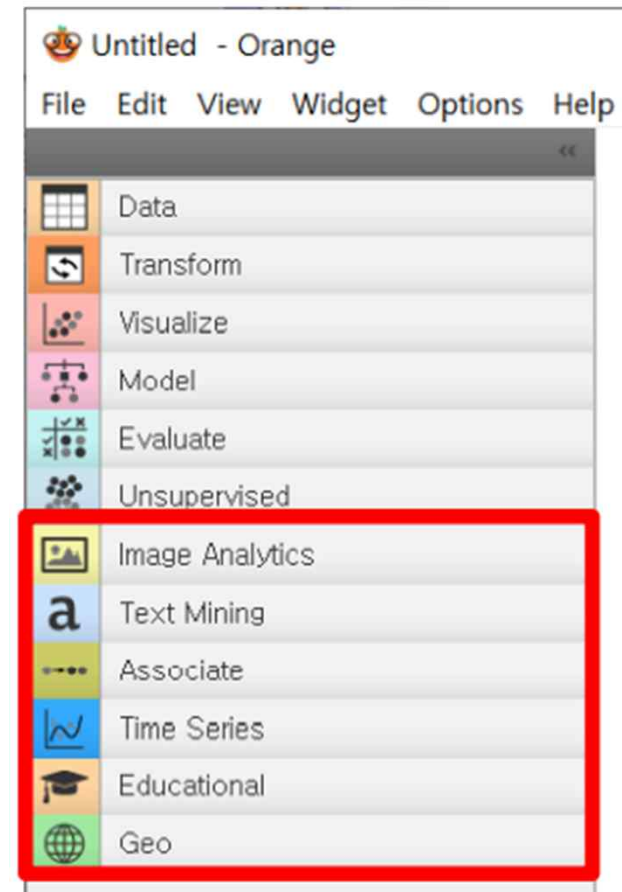 Untitled - Orange
File Edit View Widget Options Help
«
Data
Transform
Visualize
Model
Evaluate
Unsupervised
Image Analytics
a Text Mining
Associate
Time Series
Educational
Geo